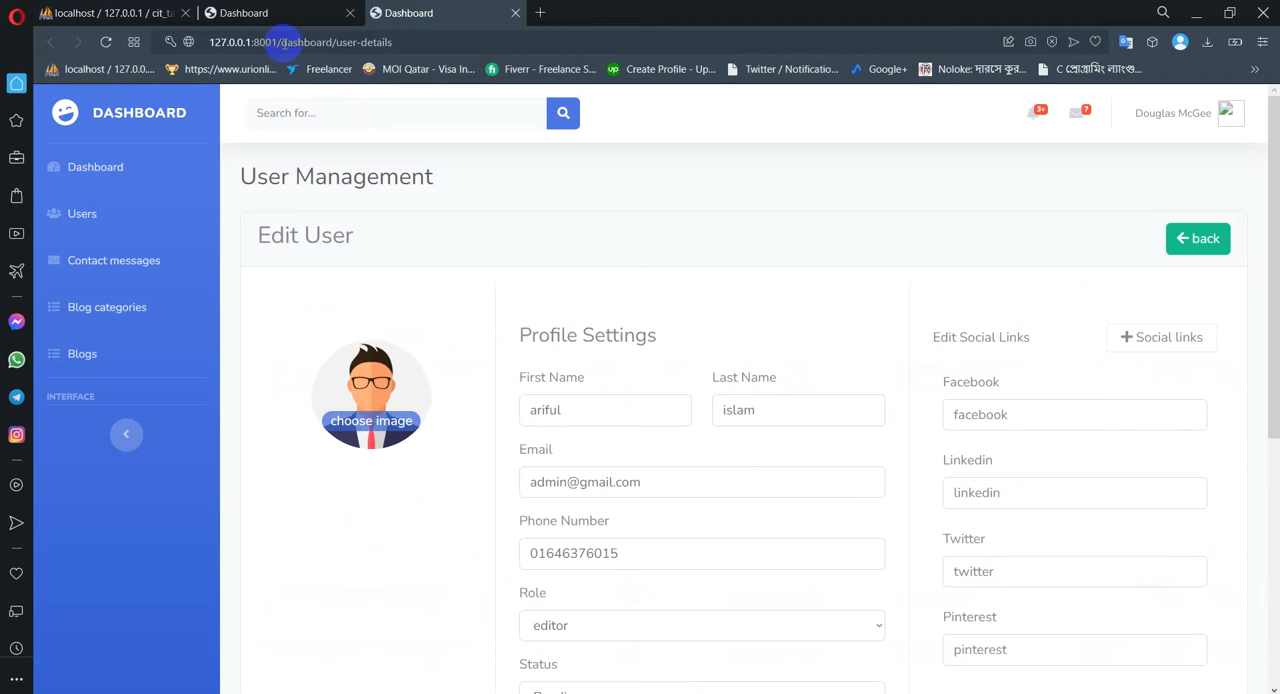 localhost / 127.0.0.1 / cit_ta
Dashboard
Dashboard
127.0.0.1:8001/dashboard/user-details
localhost / 127.0.0....
https://www.urionli...
Freelancer
MOI Qatar - Visa In...
Fiverr - Freelance S...
Create Profile - Up...
Twitter / Notificatio...
Google+
Noloke: দারসে কুর...
C প্রোগ্রামিং ল্যাংগু...
DASHBOARD
Search for...
3+
7
Douglas McGee
Dashboard
Users
Contact messages
Blog categories
Blogs
INTERFACE
User Management
Edit User
back
choose image
Profile Settings
First Name
Last Name
ariful
islam
Email
admin@gmail.com
Phone Number
01646376015
Role
editor
Status
Edit Social Links
Social links
Facebook
facebook
Linkedin
linkedin
Twitter
twitter
Pinterest
pinterest